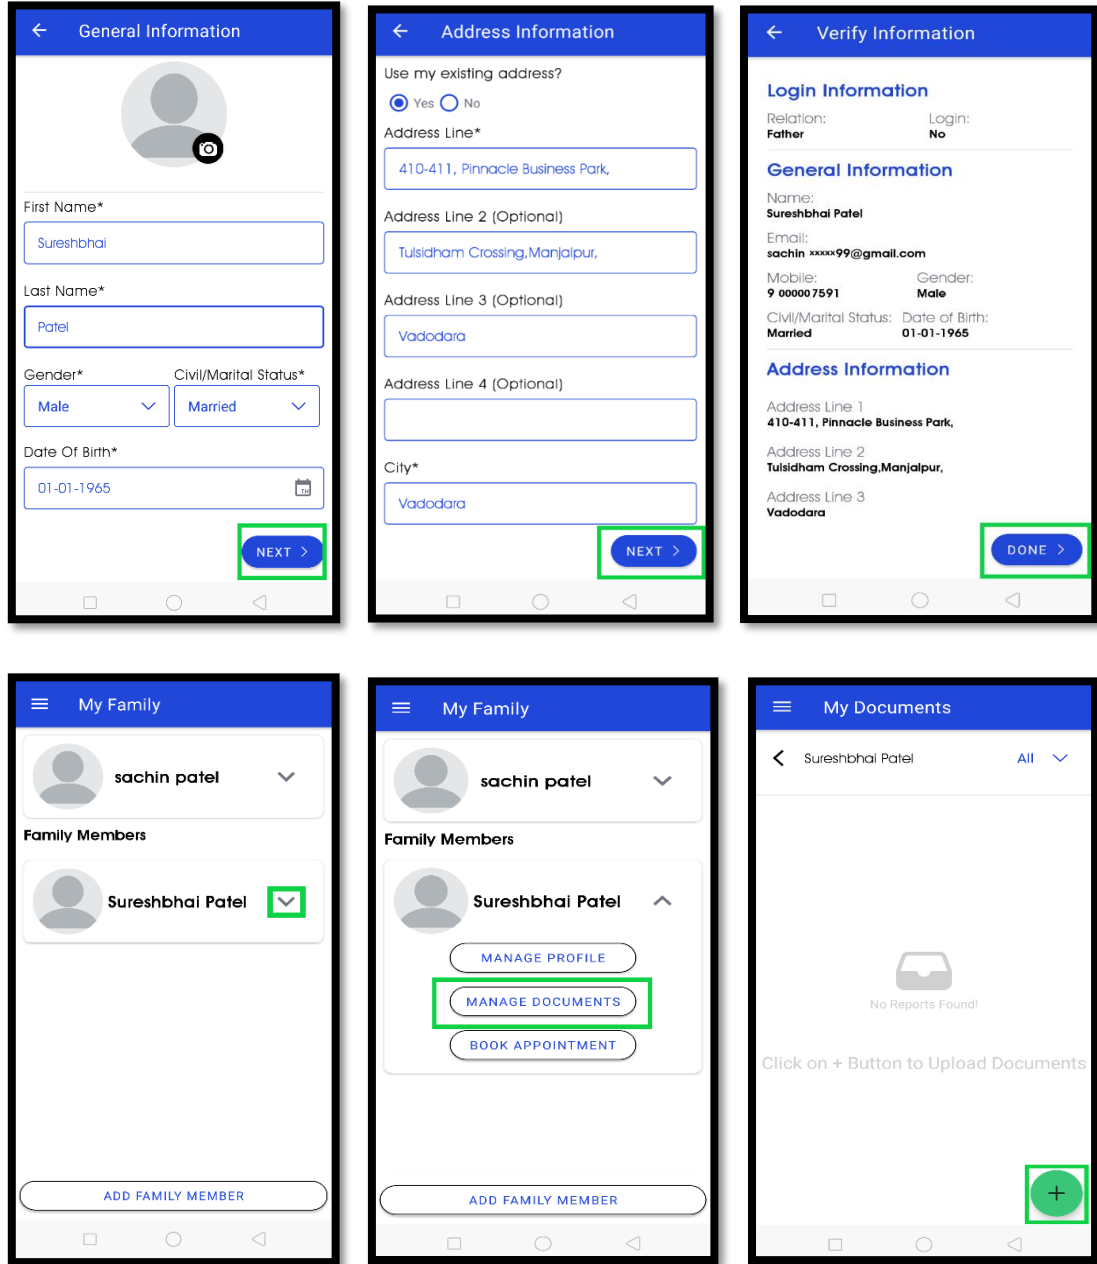 General Information
First Name*
Sureshbhai
Last Name*
Patel
Gender* Civil/Marital Status*
Male Married
Date Of Birth*
01-01-1965
NEXT >
Address Information
Use my existing address?
Yes No
Address Line*
410-411, Pinnacle Business Park,
Address Line 2 (Optional)
Tulsidham Crossing,Manjalpur,
Address Line 3 (Optional)
Vadodara
Address Line 4 (Optional)
City*
Vadodara
NEXT >
Verify Information
Login Information
Relation: Login:
Father No
General Information
Name:
Sureshbhai Patel
Email:
sachin xxxxx99@gmail.com
Mobile: Gender:
9 00000 7591 Male
Civil/Marital Status: Date of Birth:
Married 01-01-1965
Address Information
Address Line 1
410-411, Pinnacle Business Park,
Address Line 2
Tulsidham Crossing,Manjalpur,
Address Line 3
Vadodara
DONE >
My Family
sachin patel
Family Members
Sureshbhai Patel
ADD FAMILY MEMBER
My Family
sachin patel
Family Members
Sureshbhai Patel
MANAGE PROFILE
MANAGE DOCUMENTS
BOOK APPOINTMENT
ADD FAMILY MEMBER
My Documents
Sureshbhai Patel All
No Reports Found!
Click on + Button to Upload Documents
+